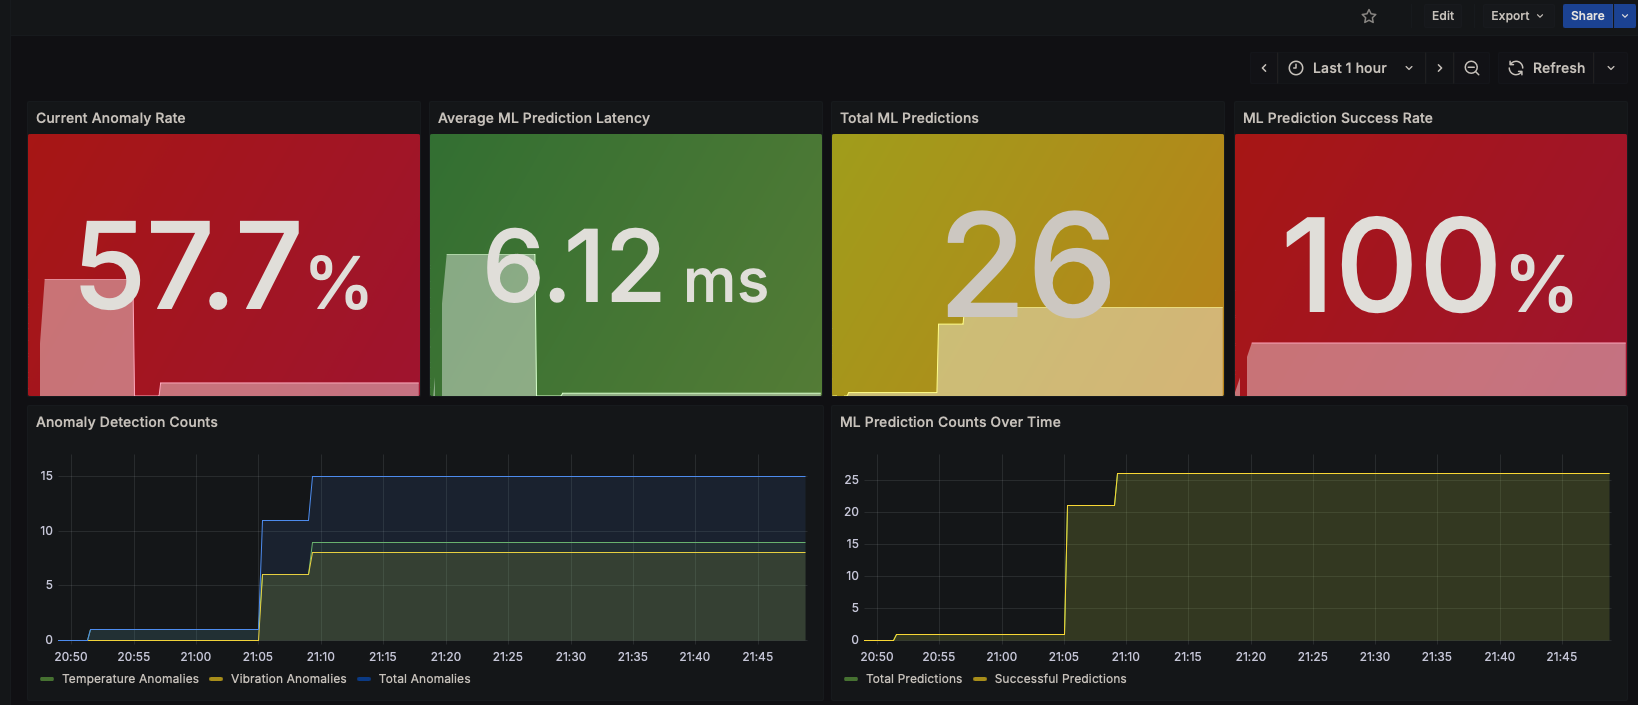 Edit
Export
Share
Last 1 hour
Refresh
Current Anomaly Rate
57.7%
Average ML Prediction Latency
6.12 ms
Total ML Predictions
26
ML Prediction Success Rate
100%
Anomaly Detection Counts
15
10
5
0
20:50 20:55 21:00 21:05 21:10 21:15 21:20 21:25 21:30 21:35 21:40 21:45
Temperature Anomalies Vibration Anomalies Total Anomalies
ML Prediction Counts Over Time
25
20
15
10
5
0
20:50 20:55 21:00 21:05 21:10 21:15 21:20 21:25 21:30 21:35 21:40 21:45
Total Predictions Successful Predictions